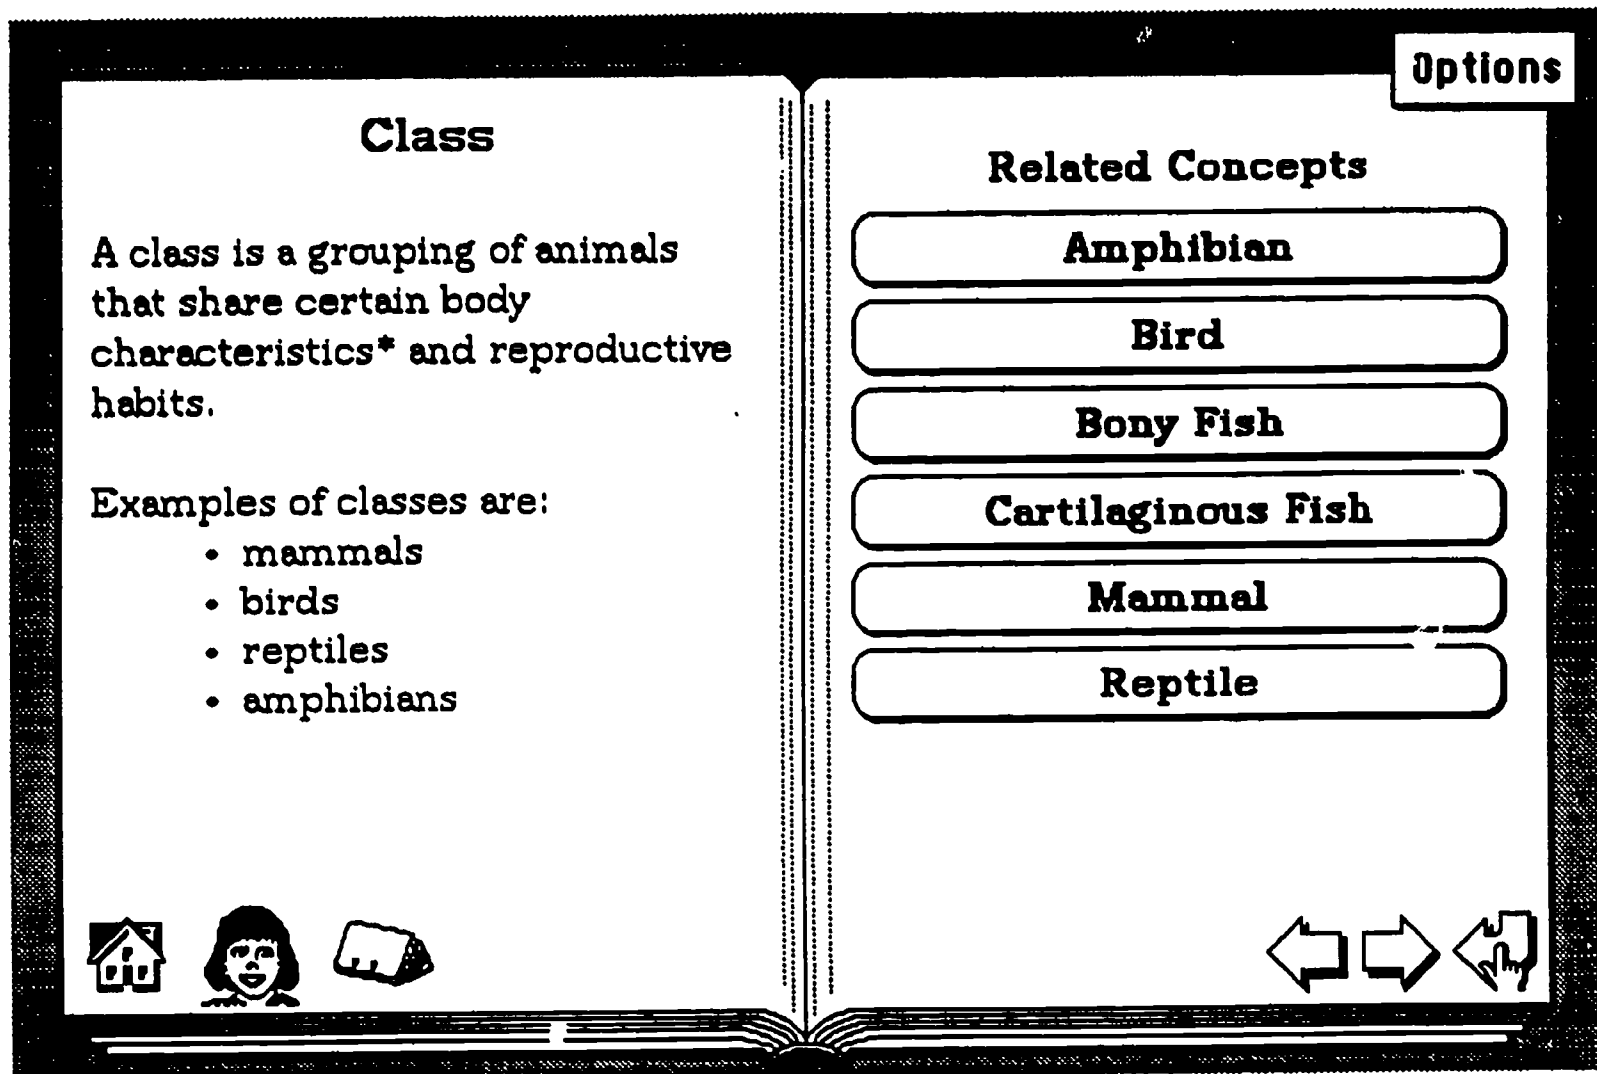 Options
Class
A class is a grouping of animals
that share certain body
characteristics* and reproductive
habits.
Examples of classes are:
• mammals
• birds
• reptiles
• amphibians
Related Concepts
Amphibian
Bird
Bony Fish
Cartilaginous Fish
Mammal
Reptile